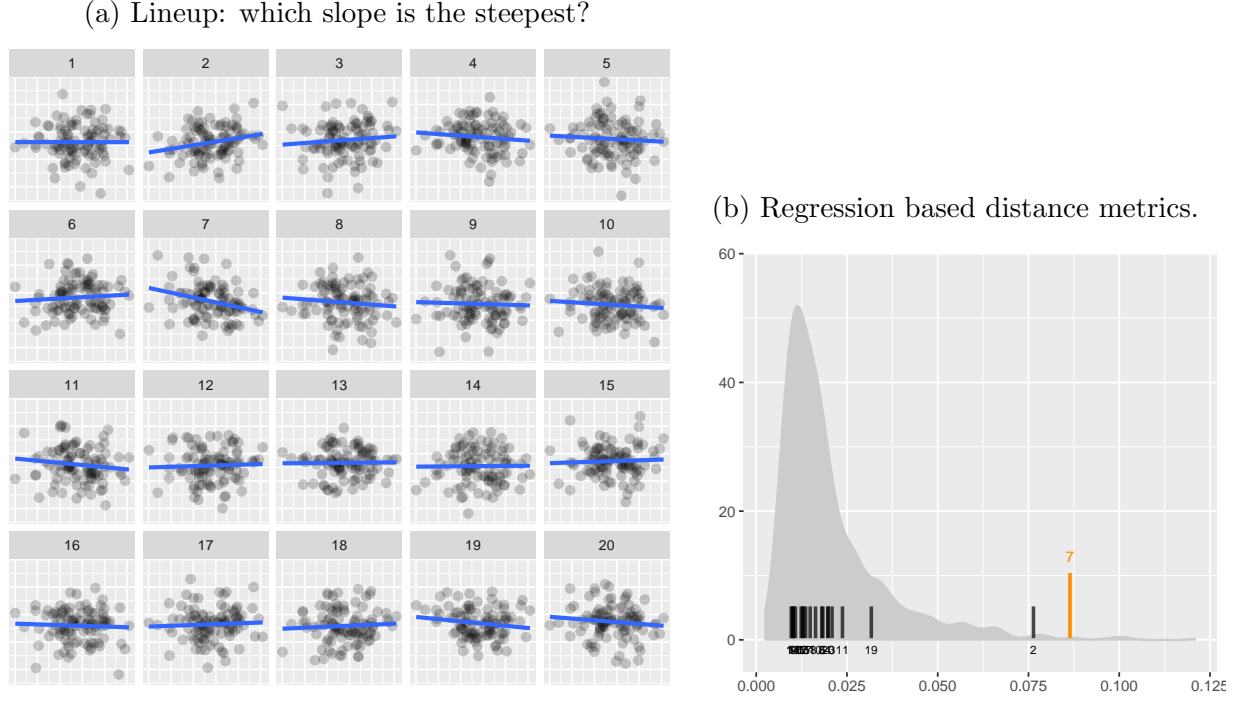 (a) Lineup: which slope is the steepest?
1 2 3 4 5
6 7 8 9 10
11 12 13 14 15
16 17 18 19 20
(b) Regression based distance metrics.
60
40
20
0
7
11 19 2
0.000 0.025 0.050 0.075 0.100 0.125